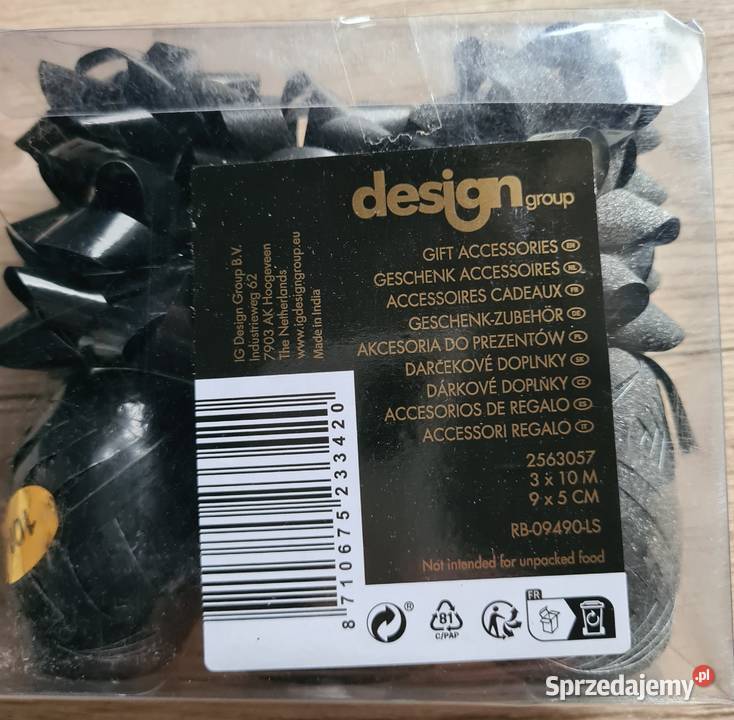 design group
GIFT ACCESSORIES EN
GESCHENK ACCESSOIRES NL
ACCESSOIRES CADEAUX FR
GESCHENK-ZUBEHÖR DE
AKCESORIA DO PREZENTÓW PL
DARČEKOVÉ DOPLNKY SK
DÁRKOVÉ DOPLŇKY CZ
ACCESORIOS DE REGALO ES
ACCESSORI REGALO IT
2563057
3 x 10 M
9 x 5 CM
RB-09490-LS
Not intended for unpacked food
IG Design Group B.V.
Industrieweg 62
7903 AK Hoogeveen
The Netherlands
www.igdesigngroup.eu
Made in India
8 710675 233420
®
81
C/PAP
FR
Sprzedajemy.pl